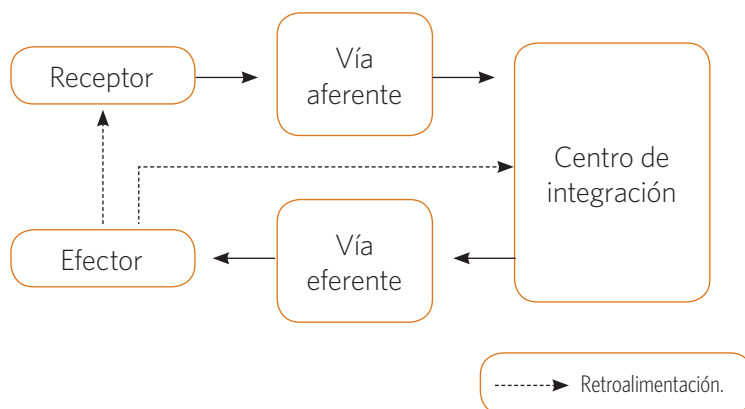 Receptor
Vía
aferente
Centro de
integración
Efector
Vía
eferente
Retroalimentación.